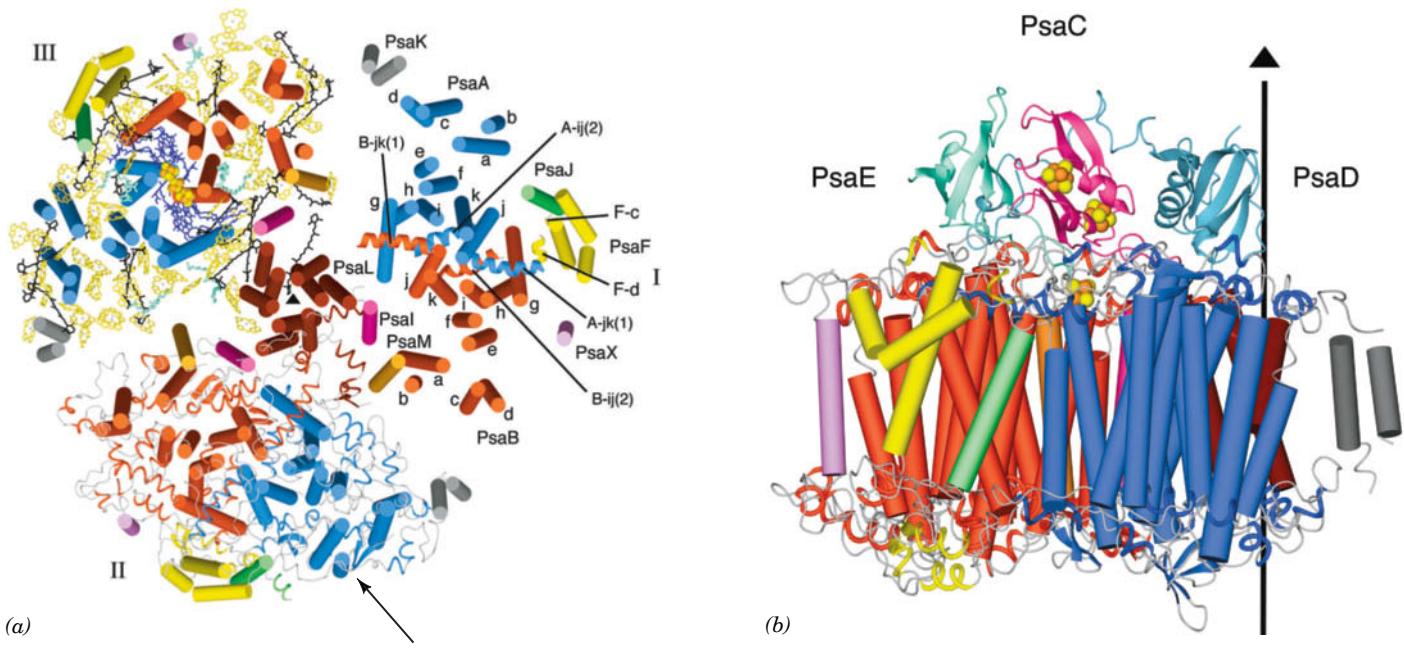 III
PsaK
PsaA
d
c
b
a
A-ij(2)
B-jk(1)
e
f
PsaJ
h
k
g
i
j
F-c
PsaF
I
F-d
PsaL
j
k
i
h
g
A-jk(1)
PsaI
f
PsaX
PsaM
e
a
B-ij(2)
b
c
d
PsaB
II
(a)
PsaC
PsaE
PsaD
(b)